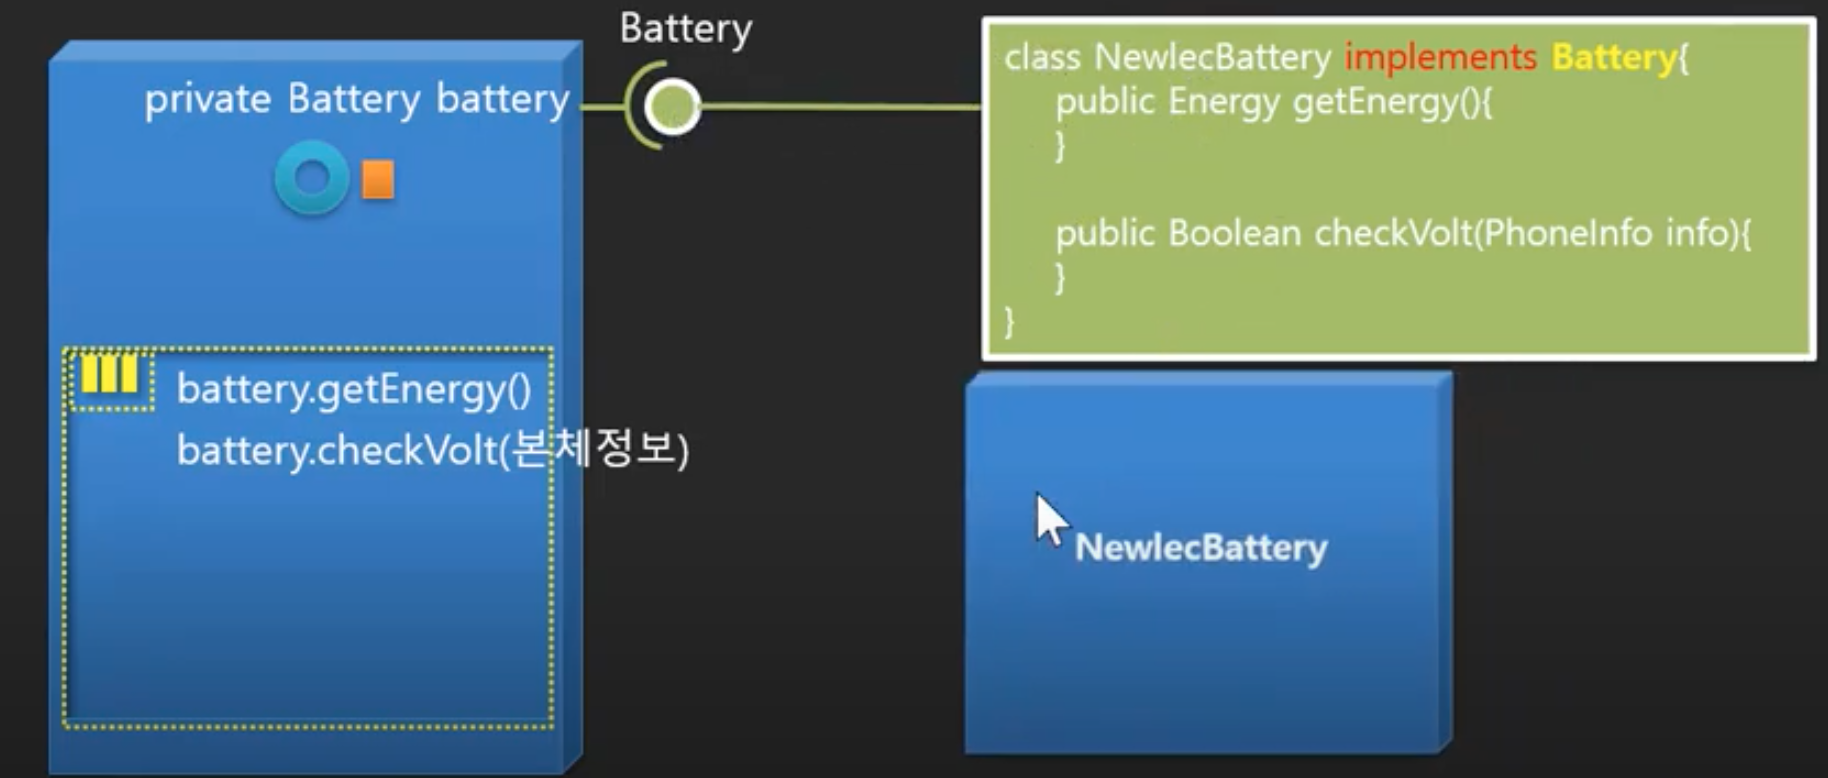 Battery
private Battery battery
class NewlecBattery implements Battery{
public Energy getEnergy(){
}
public Boolean checkVolt(PhoneInfo info){
}
}
battery.getEnergy()
battery.checkVolt(본체정보)
NewlecBattery